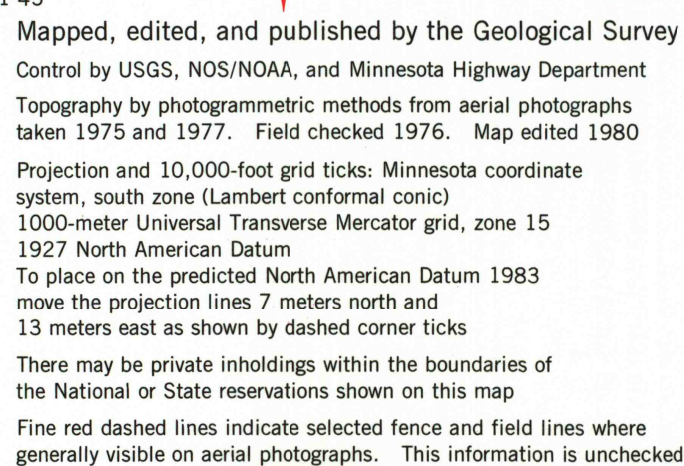 Mapped, edited, and published by the Geological Survey
Control by USGS, NOS/NOAA, and Minnesota Highway Department
Topography by photogrammetric methods from aerial photographs
taken 1975 and 1977. Field checked 1976. Map edited 1980
Projection and 10,000-foot grid ticks: Minnesota coordinate
system, south zone (Lambert conformal conic)
1000-meter Universal Transverse Mercator grid, zone 15
1927 North American Datum
To place on the predicted North American Datum 1983
move the projection lines 7 meters north and
13 meters east as shown by dashed corner ticks
There may be private inholdings within the boundaries of
the National or State reservations shown on this map
Fine red dashed lines indicate selected fence and field lines where
generally visible on aerial photographs. This information is unchecked